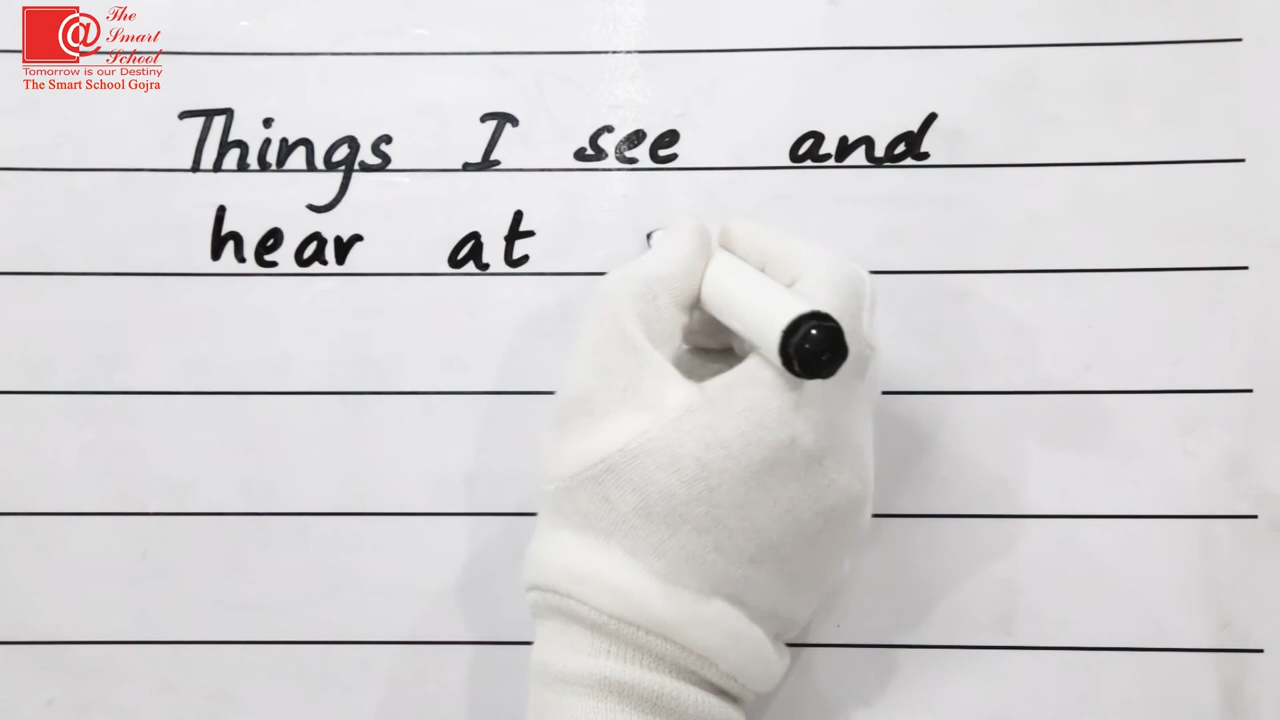 The
Smart
School
Tomorrow is our Destiny
The Smart School Gojra
Things I see and
hear at